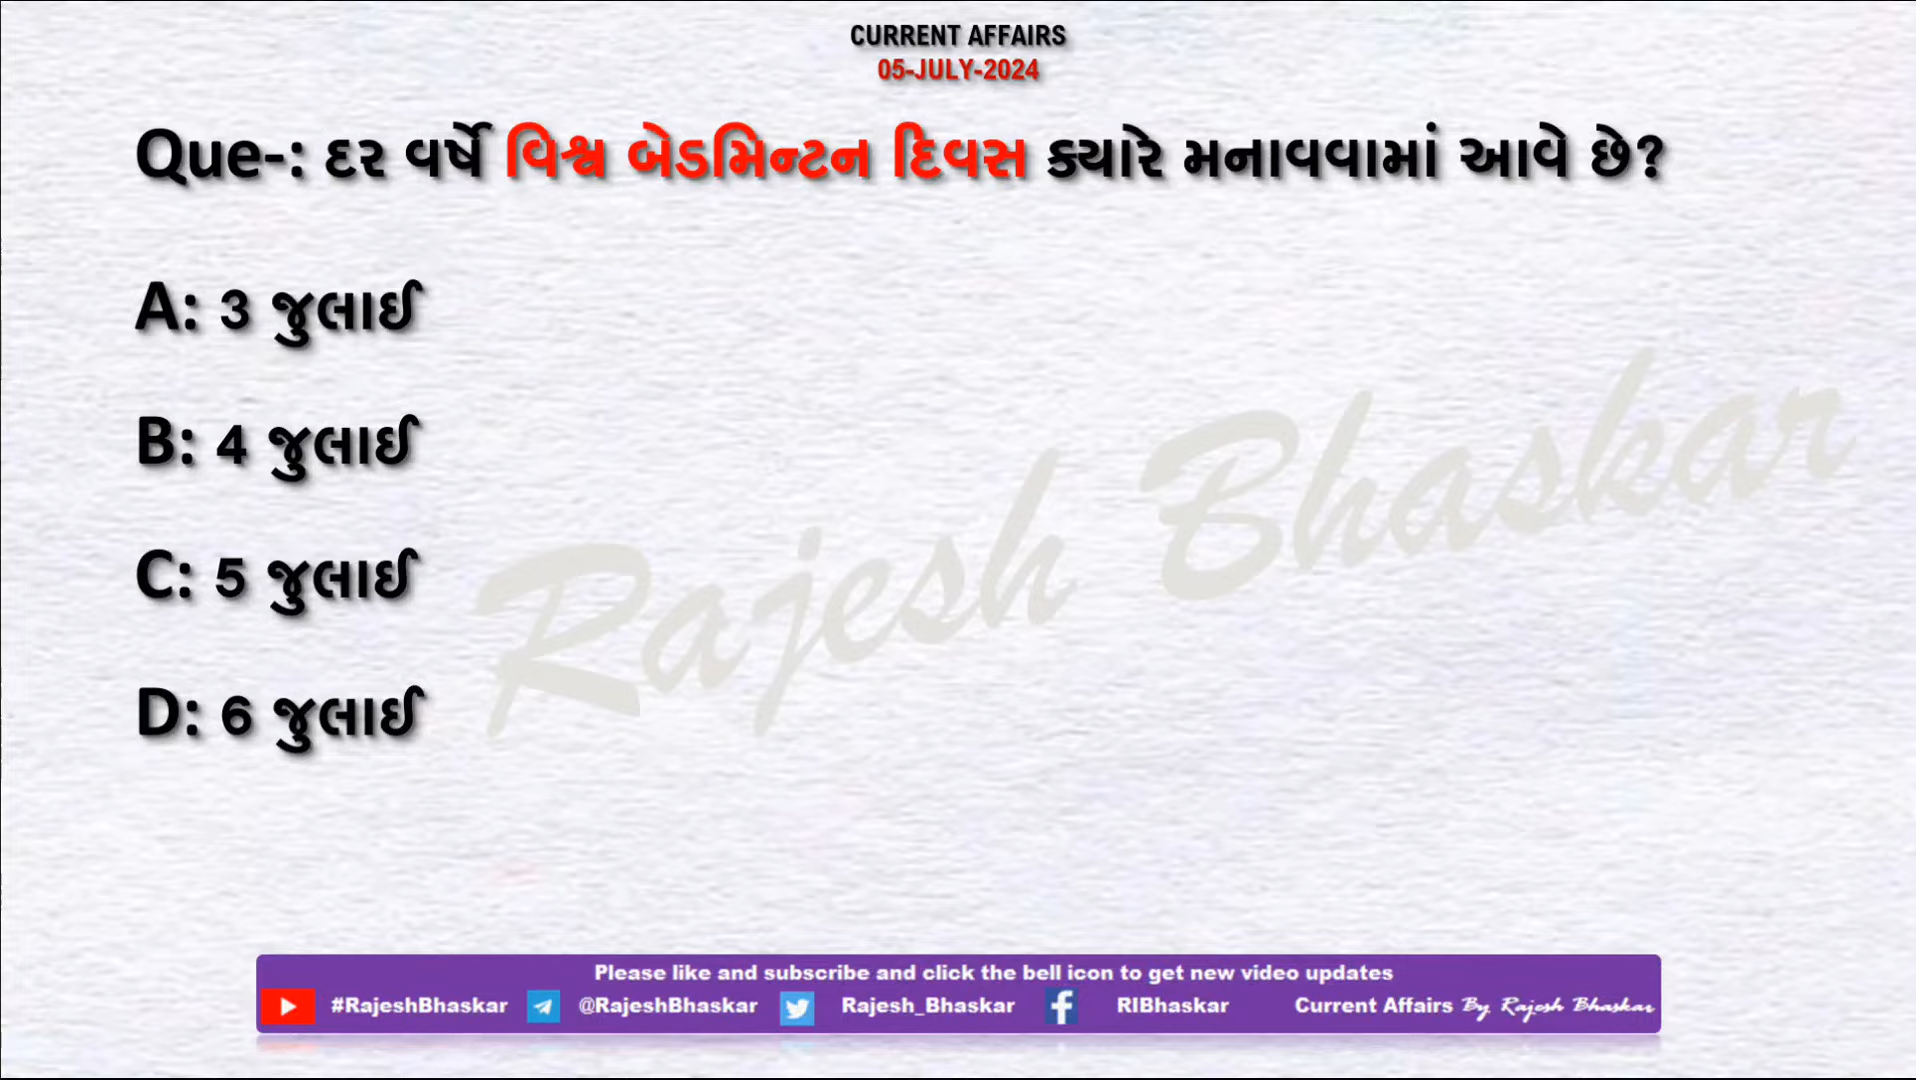 CURRENT AFFAIRS
05-JULY-2024
Que-: દર વર્ષે વિશ્વ બેડમિન્ટન દિવસ ક્યારે મનાવવામાં આવે છે?
A: 3 જુલાઈ
B: 4 જુલાઈ
C: 5 જુલાઈ
D: 6 જુલાઈ
Rajesh Bhaskar
Please like and subscribe and click the bell icon to get new video updates
#RajeshBhaskar @RajeshBhaskar Rajesh_Bhaskar RIBhaskar Current Affairs By Rajesh Bhaskar